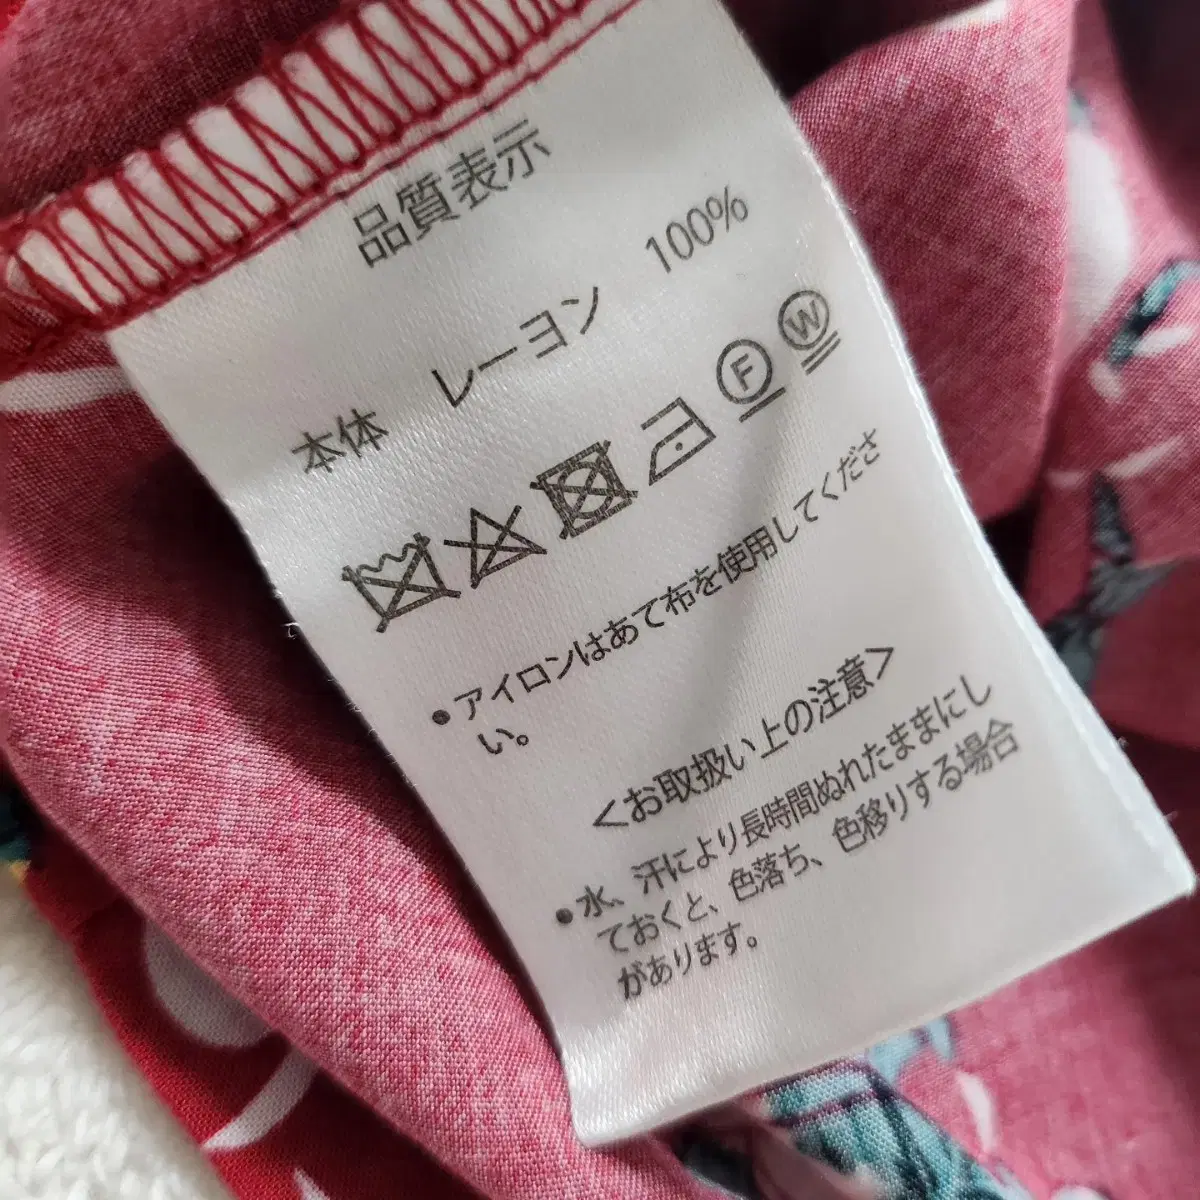 品質表示
本体 レーヨン 100%
F W
• アイロンはあて布を使用してくださ
い。
<お取扱い上の注意>
• 水、汗により長時間ぬれたままにし
ておくと、色落ち、色移りする場合
があります。